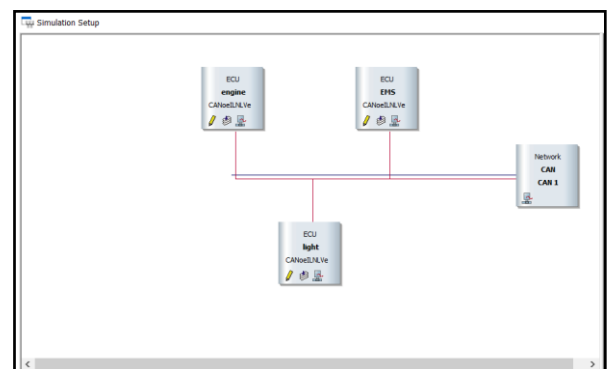 Simulation Setup
ECU
engine
CANoeILNLVe
ECU
EMS
CANoeILNLVe
Network
CAN
CAN 1
ECU
light
CANoeILNLVe